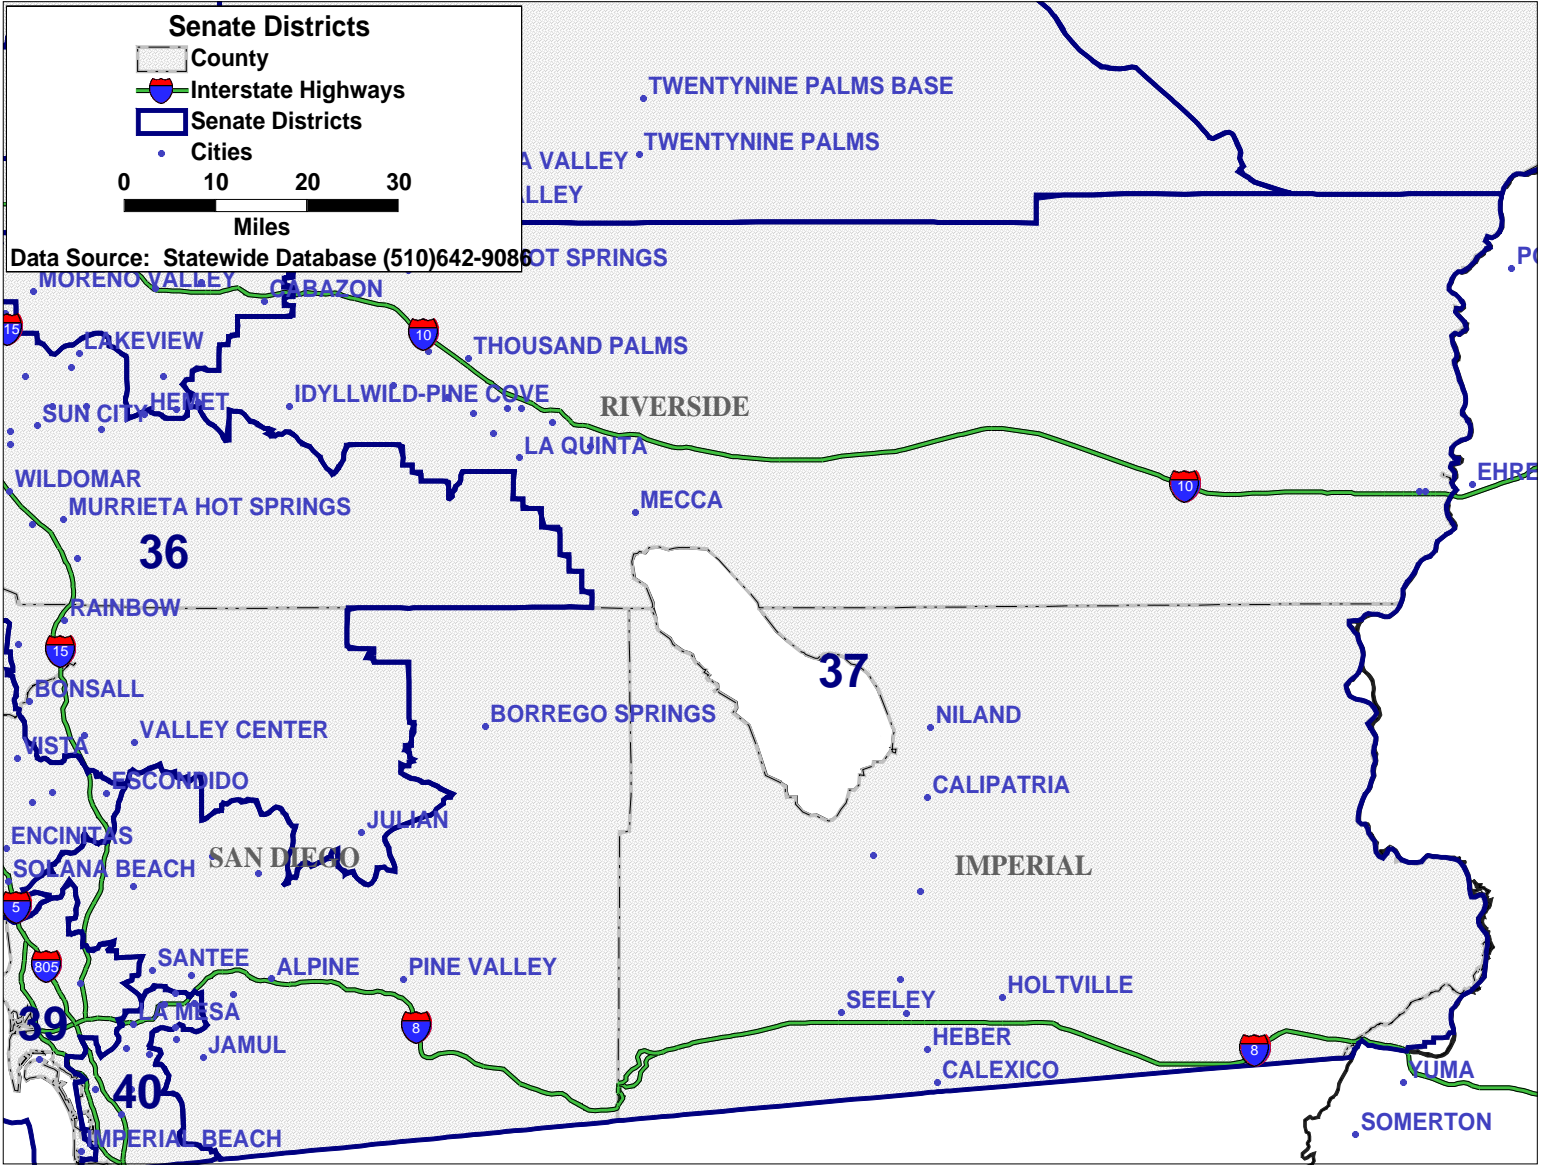 Senate Districts
County
Interstate Highways
Senate Districts
Cities
0 10 20 30
Miles
Data Source: Statewide Database (510)642-9086
TWENTYNINE PALMS BASE
TWENTYNINE PALMS
VALLEY
OT SPRINGS
MORENO VALLEY
CABAZON
15
10
LAKEVIEW
THOUSAND PALMS
IDYLLWILD-PINE COVE
RIVERSIDE
SUN CITY
HEMET
LA QUINTA
WILDOMAR
MECCA
10
EHRE
MURRIETA HOT SPRINGS
36
RAINBOW
15
37
BONSALL
BORREGO SPRINGS
NILAND
VALLEY CENTER
VISTA
ESCONDIDO
CALIPATRIA
JULIAN
ENCINITAS
SAN DIEGO
IMPERIAL
SOLANA BEACH
5
805
SANTEE
ALPINE
PINE VALLEY
HOLTVILLE
SEELEY
39
LA MESA
8
HEBER
8
JAMUL
CALEXICO
YUMA
40
SOMERTON
IMPERIAL BEACH